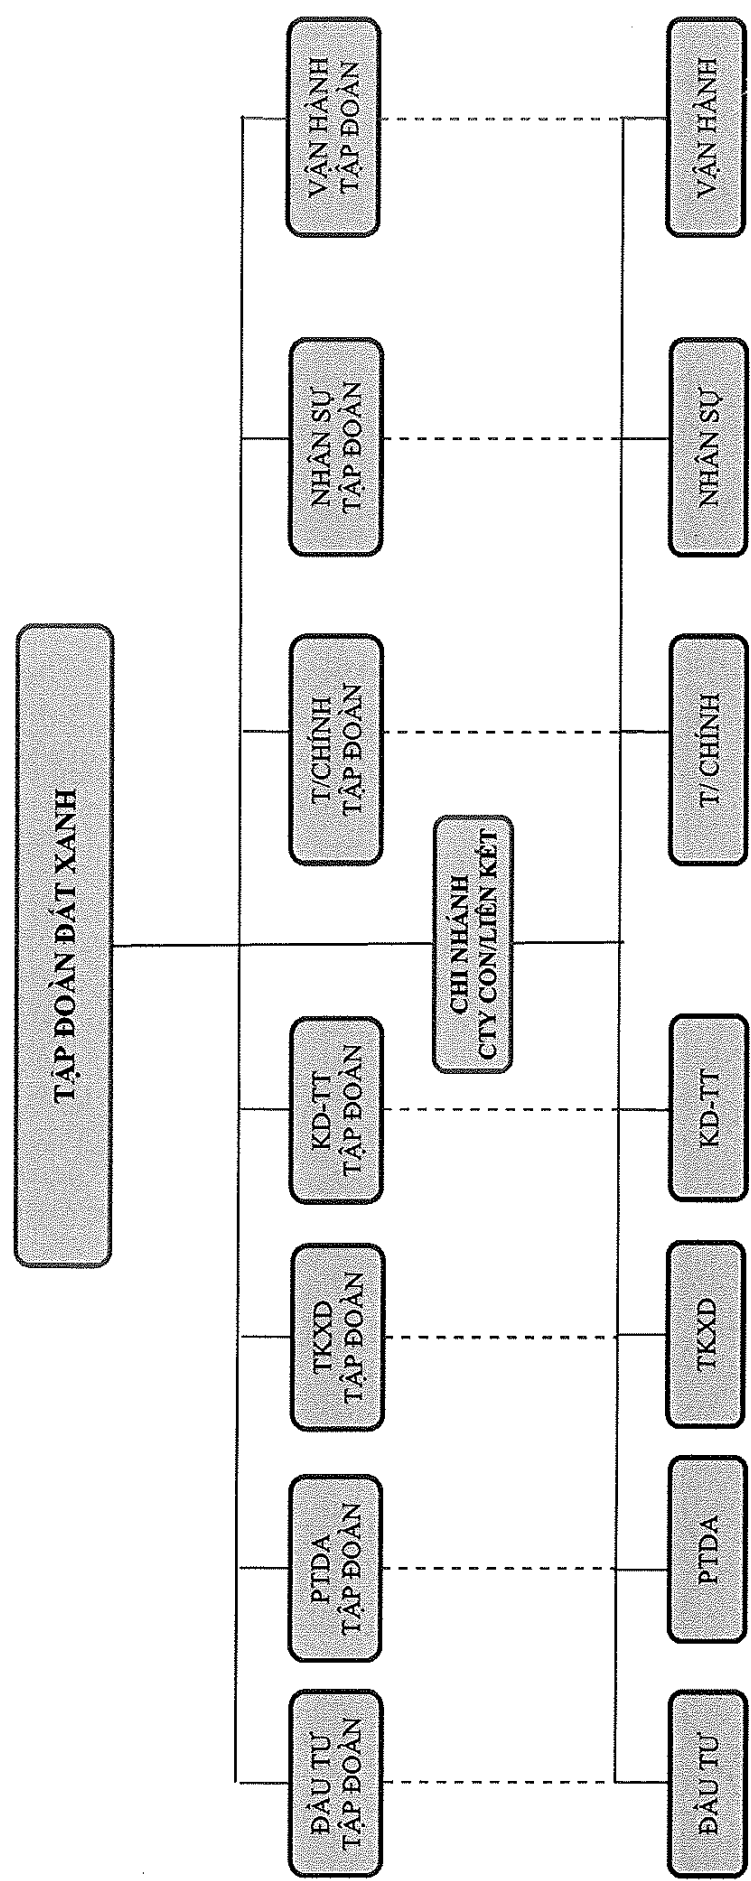 TẬP ĐOÀN ĐẤT XANH
ĐẦU TƯ
TẬP ĐOÀN
PTDA
TẬP ĐOÀN
TKXD
TẬP ĐOÀN
KD-TT
TẬP ĐOÀN
T/CHÍNH
TẬP ĐOÀN
NHÂN SỰ
TẬP ĐOÀN
VẬN HÀNH
TẬP ĐOÀN
CHI NHÁNH
CTY CON/LIÊN KẾT
ĐẦU TƯ
PTDA
TKXD
KD-TT
T/ CHÍNH
NHÂN SỰ
VẬN HÀNH